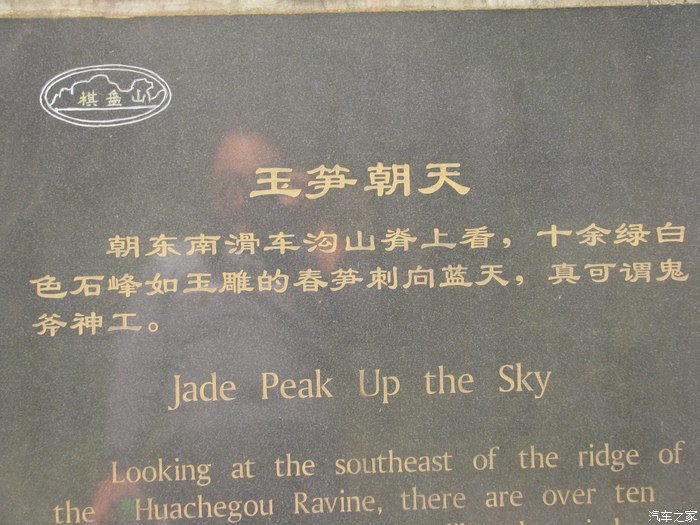 棋盘山
玉笋朝天
朝东南滑车沟山脊上看，十余绿白
色石峰如玉雕的春笋刺向蓝天，真可谓鬼
斧神工。
Jade Peak Up the Sky
Looking at the southeast of the ridge of
the Huachegou Ravine, there are over ten
汽车之家